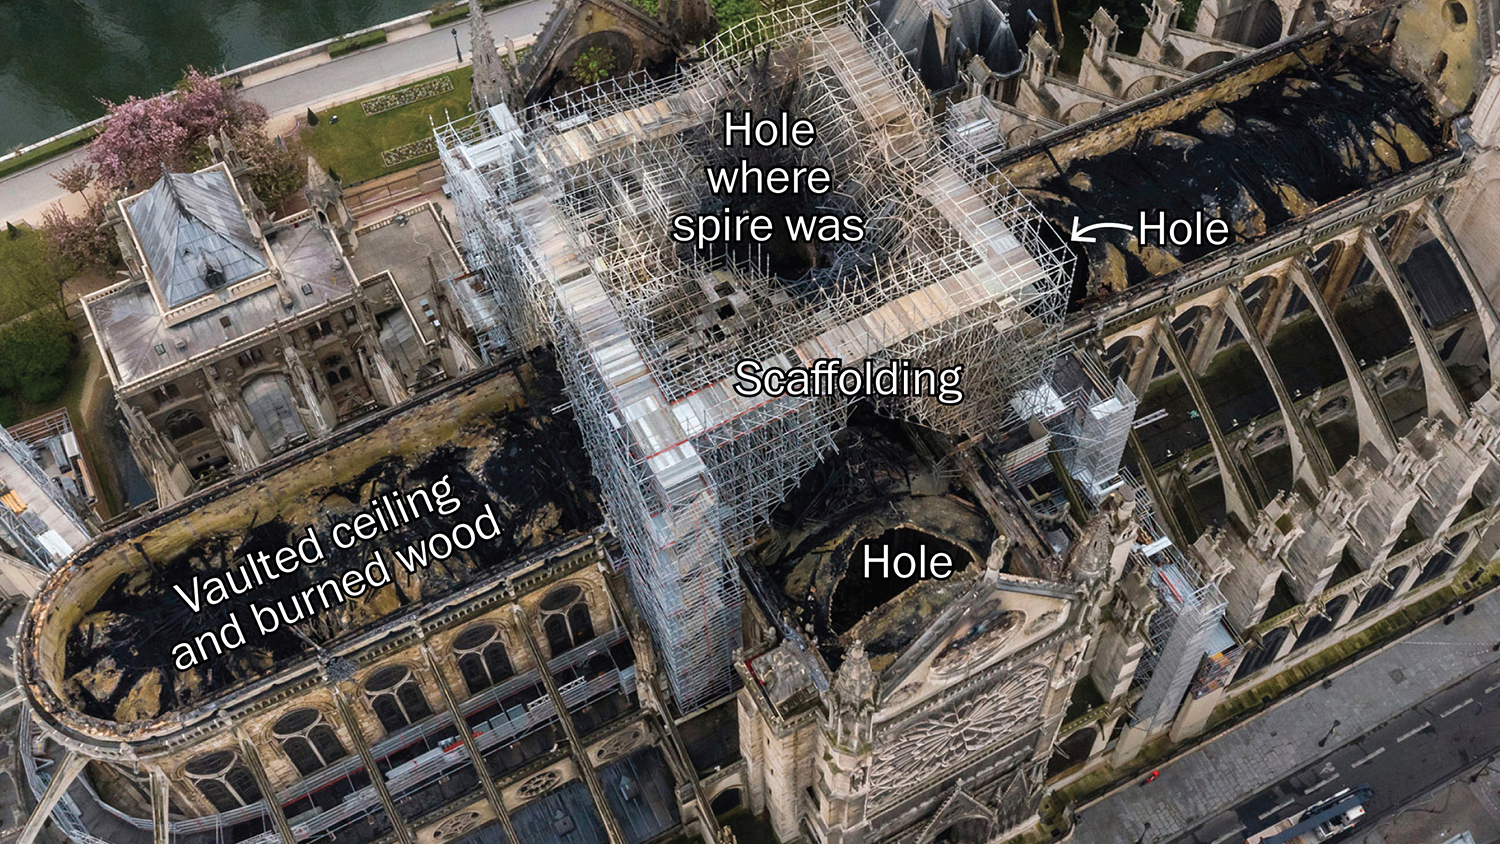 Hole
where
spire was
Hole
Scaffolding
Vaulted ceiling
and burned wood
Hole